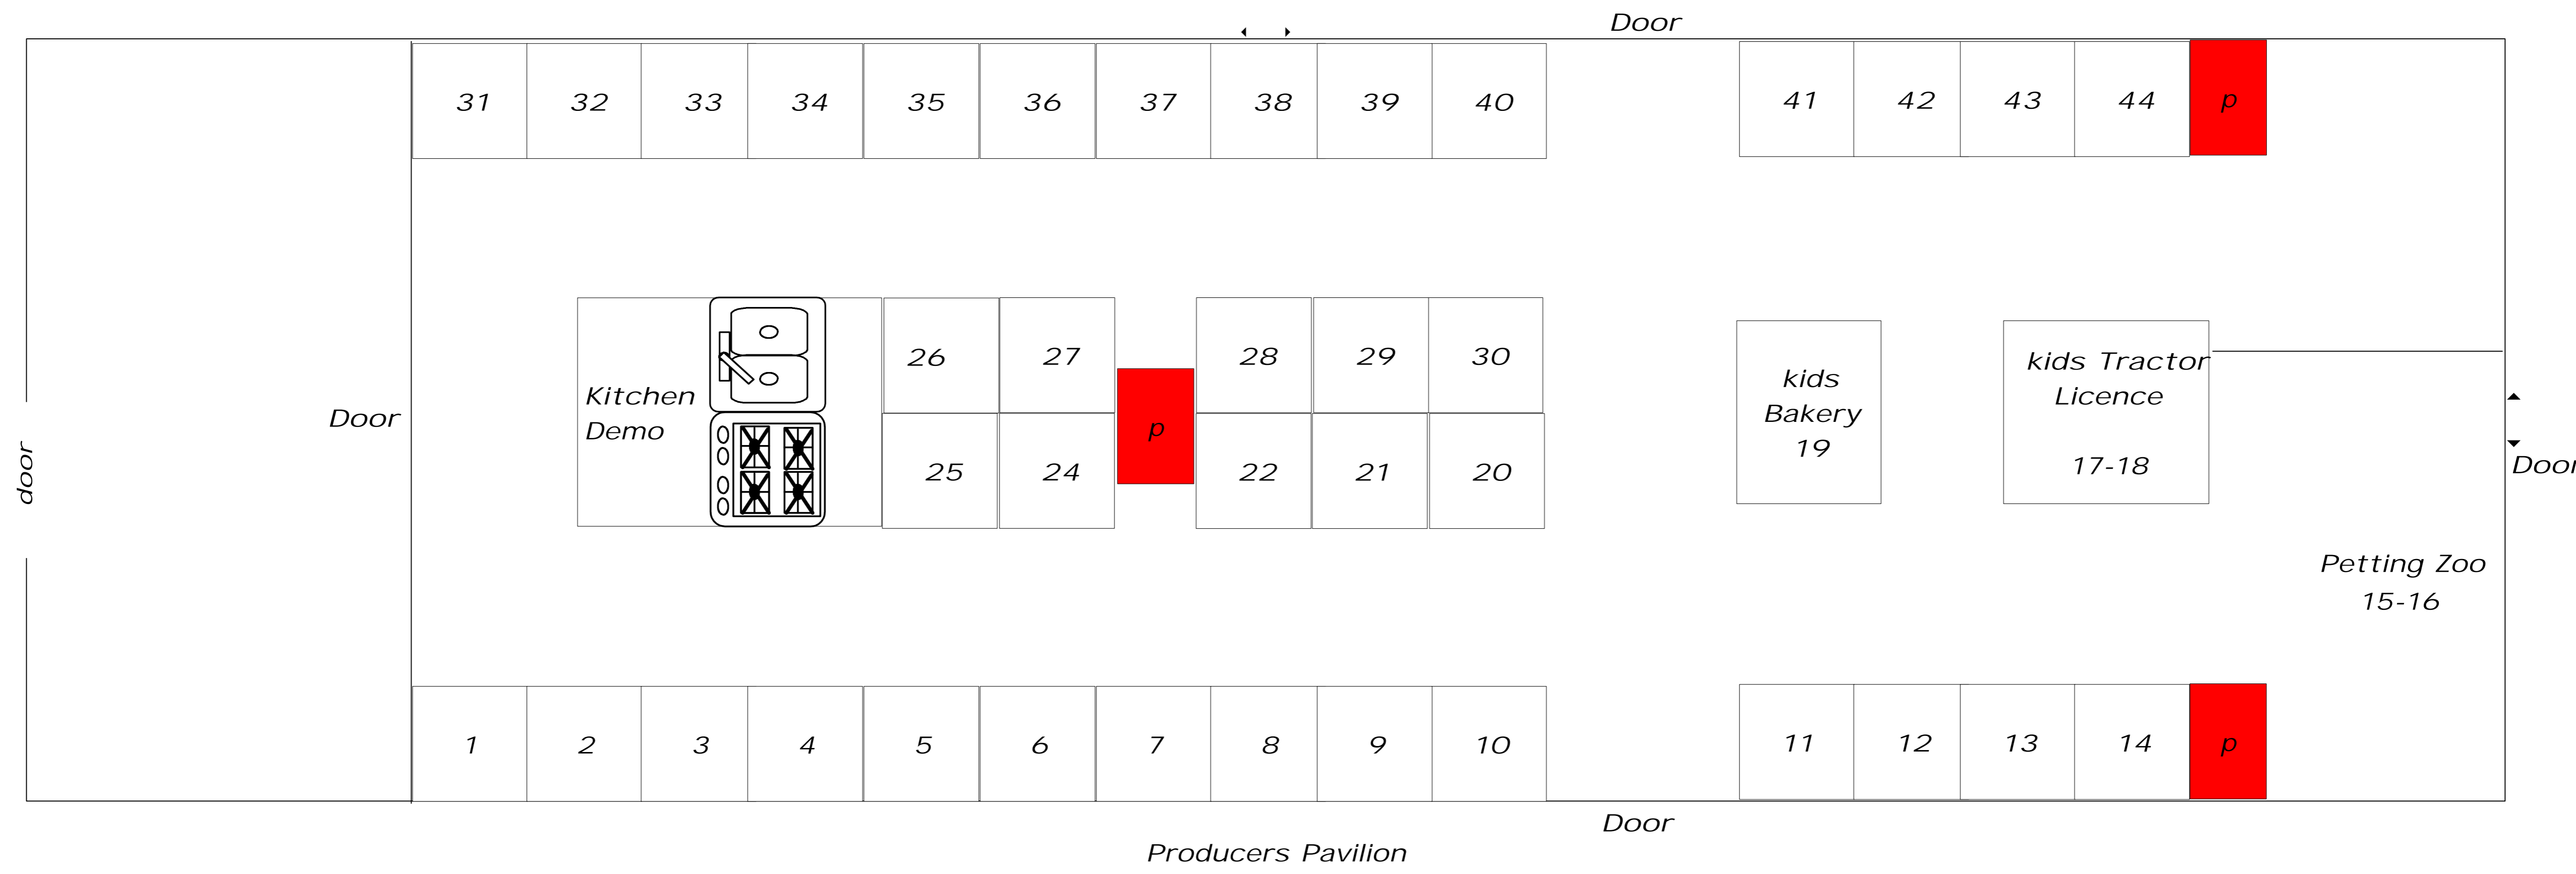 Door
31 32 33 34 35 36 37 38 39 40 41 42 43 44 p
26 27 28 29 30
kids Tractor
Licence
17-18
kids
Bakery
19
Kitchen
Demo
Door
door
p
25 24 22 21 20
Door
Petting Zoo
15-16
1 2 3 4 5 6 7 8 9 10 11 12 13 14 p
Door
Producers Pavilion